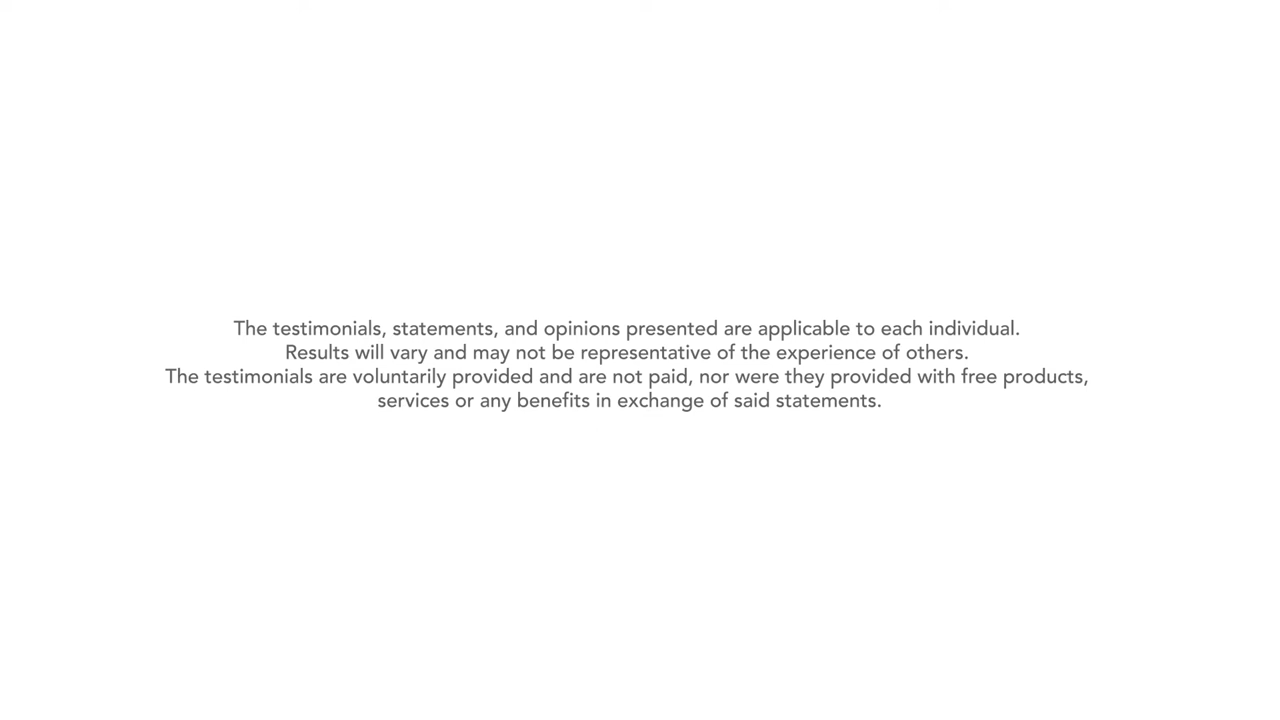 The testimonials, statements, and opinions presented are applicable to each individual.
Results will vary and may not be representative of the experience of others.
The testimonials are voluntarily provided and are not paid, nor were they provided with free products,
services or any benefits in exchange of said statements.